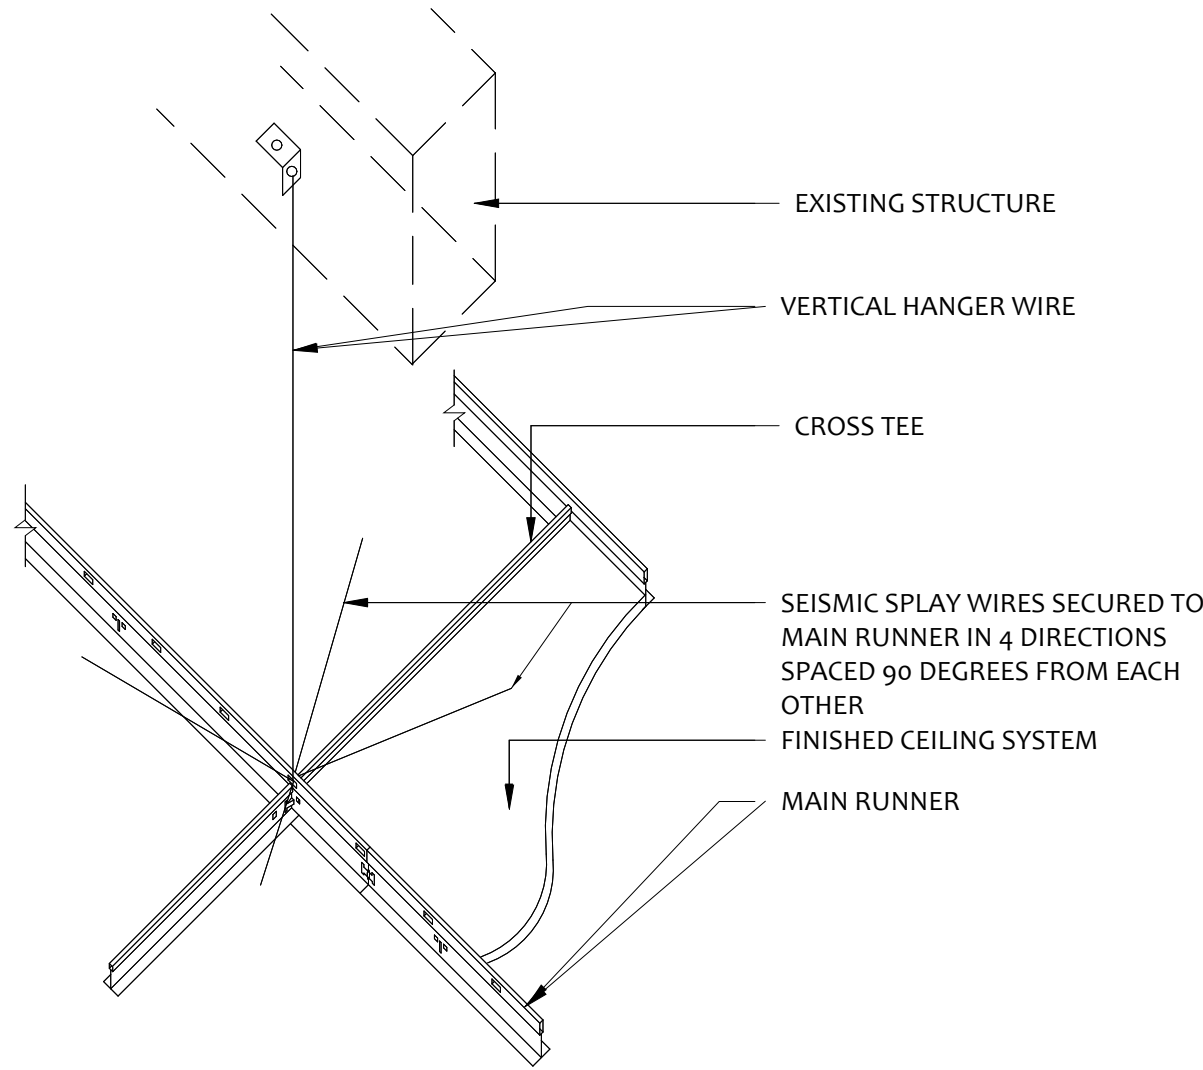 EXISTING STRUCTURE
VERTICAL HANGER WIRE
CROSS TEE
SEISMIC SPLAY WIRES SECURED TO
MAIN RUNNER IN 4 DIRECTIONS
SPACED 90 DEGREES FROM EACH
OTHER
FINISHED CEILING SYSTEM
MAIN RUNNER